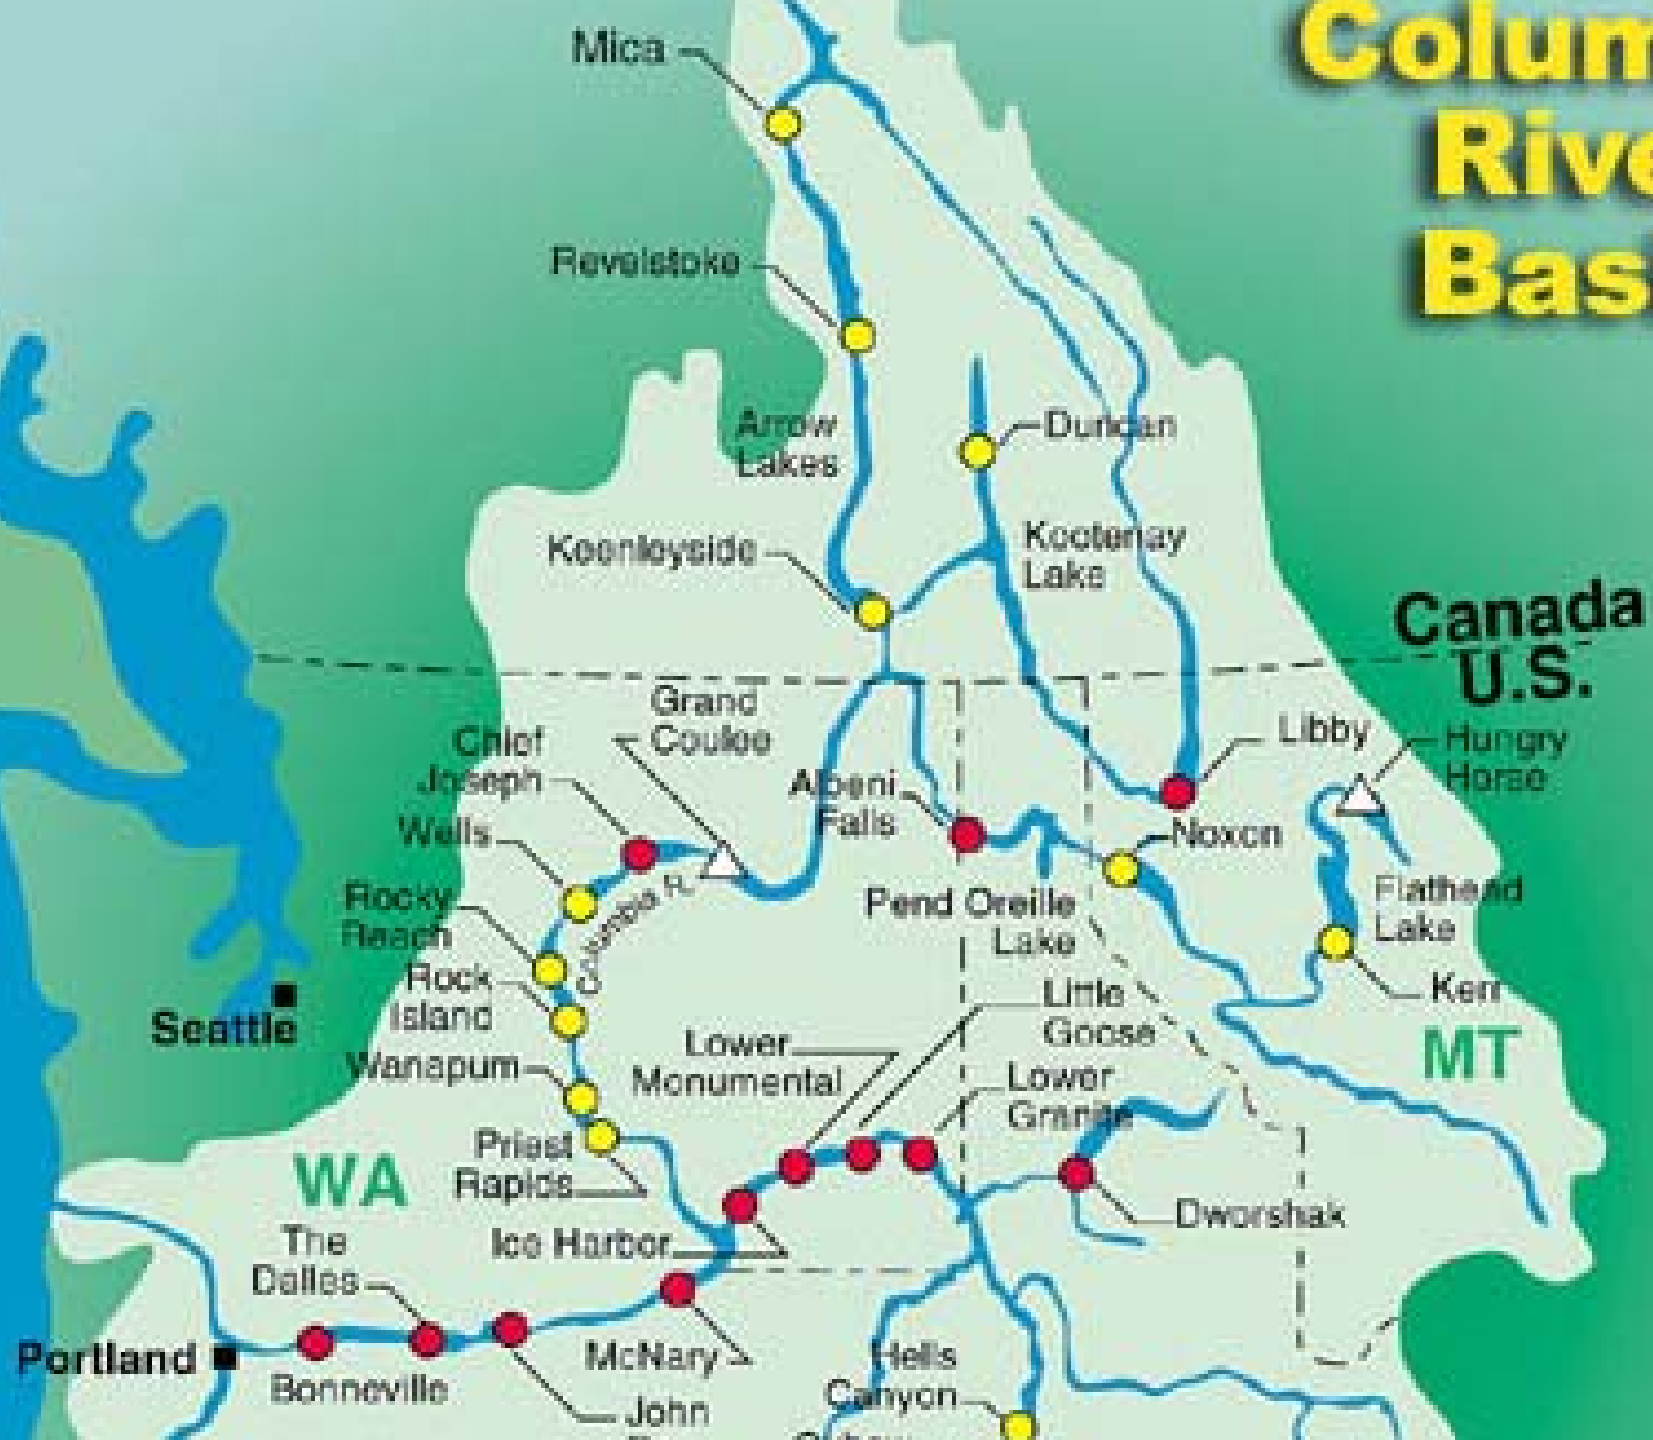 Colum
Mica
Rive
Revelstoke
Bas
Arrow
Lakes
Duncan
Keenleyside
Kootenay
Lake
Canada
U.S.
Grand
Coulee
Chief
Joseph
Libby
Hungry
Horse
Albeni
Falls
Wells
Noxon
Columbia R.
Rocky
Reach
Pend Oreille
Lake
Flathead
Lake
Rock
Island
Kerr
Seattle
Little
Goose
MT
Wanapum
Lower
Monumental
Lower
Granite
Priest
Rapids
WA
Dworshak
Ice Harbor
The
Dalles
Portland
McNary
Hells
Canyon
Bonneville
John